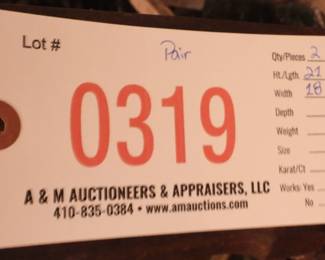 Lot #
Pair
0319
A & M AUCTIONEERS & APPRAISERS, LLC
410-835-0384 • www.amauctions.com
Qty/Pieces 2
Ht./Lgth. 21
Width 18
Depth
Weight
Size
Karat/Ct
Works: Yes
No